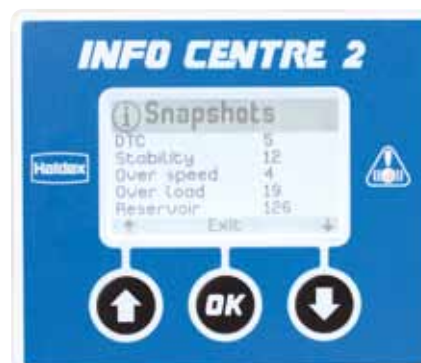 INFO CENTRE 2
i Snapshots
DTC 5
Stability 12
Over speed 4
Over load 19
Reservoir 126
Exit
Haldex
OK